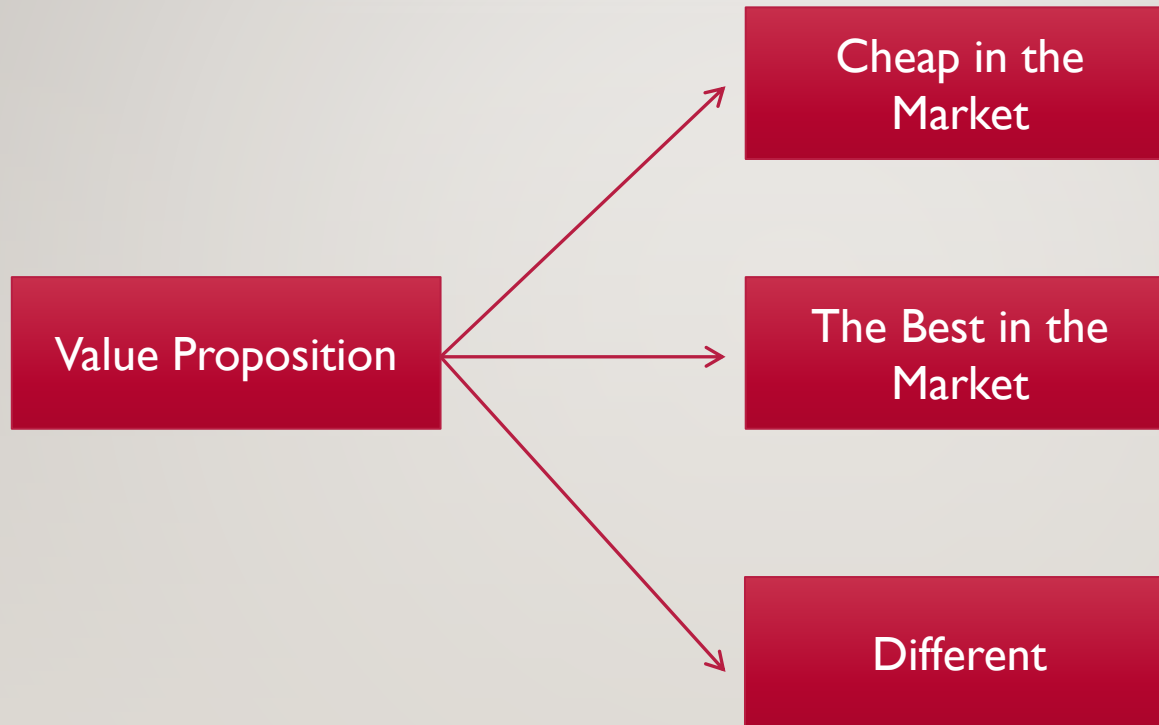 Cheap in the
Market
Value Proposition
The Best in the
Market
Different